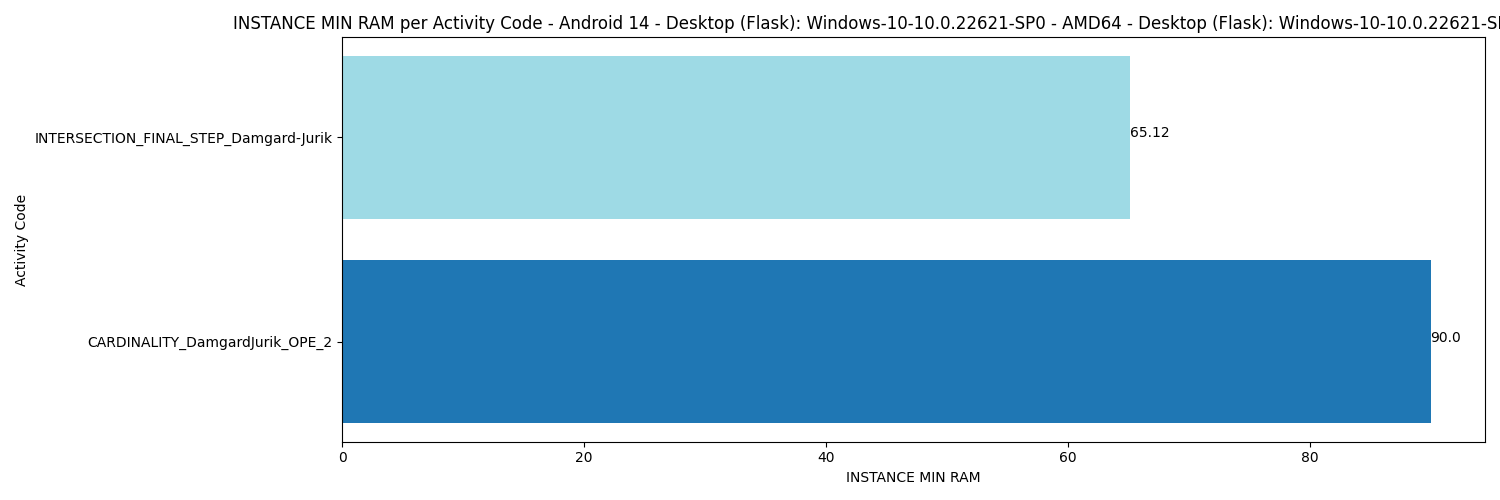 INSTANCE MIN RAM per Activity Code - Android 14 - Desktop (Flask): Windows-10-10.0.22621-SP0 - AMD64 - Desktop (Flask): Windows-10-10.0.22621-S
INTERSECTION_FINAL_STEP_Damgard-Jurik
65.12
Activity Code
CARDINALITY_DamgardJurik_OPE_2
90.0
0 20 40 60 80
INSTANCE MIN RAM